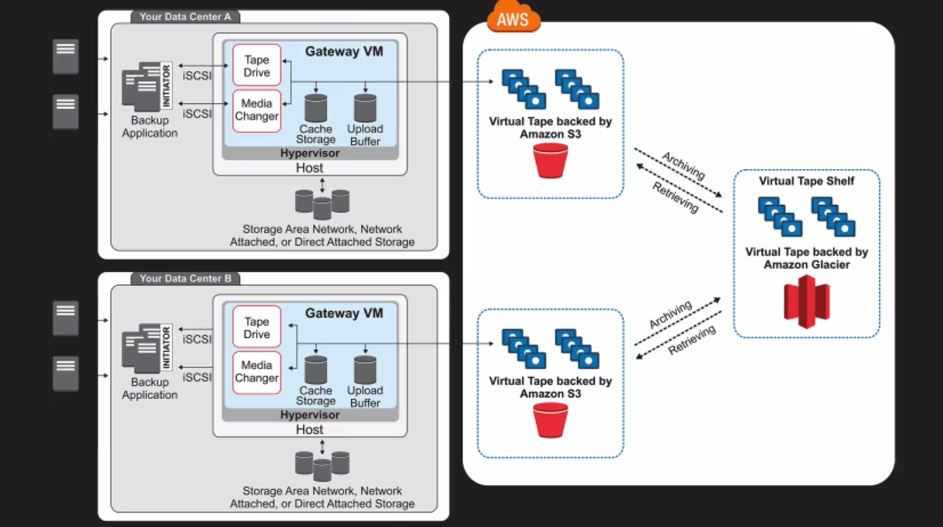 Your Data Center A
Gateway VM
Tape
Drive
iSCSI
INITIATOR
Media
Changer
iSCSI
Backup
Application
Cache
Storage
Upload
Buffer
Hypervisor
Host
Storage Area Network, Network
Attached, or Direct Attached Storage
AWS
Virtual Tape backed by
Amazon S3
Archiving
Retrieving
Virtual Tape Shelf
Virtual Tape backed by
Amazon Glacier
Your Data Center B
Gateway VM
Tape
Drive
iSCSI
INITIATOR
Media
Changer
iSCSI
Backup
Application
Cache
Storage
Upload
Buffer
Hypervisor
Host
Storage Area Network, Network
Attached, or Direct Attached Storage
Virtual Tape backed by
Amazon S3
Archiving
Retrieving